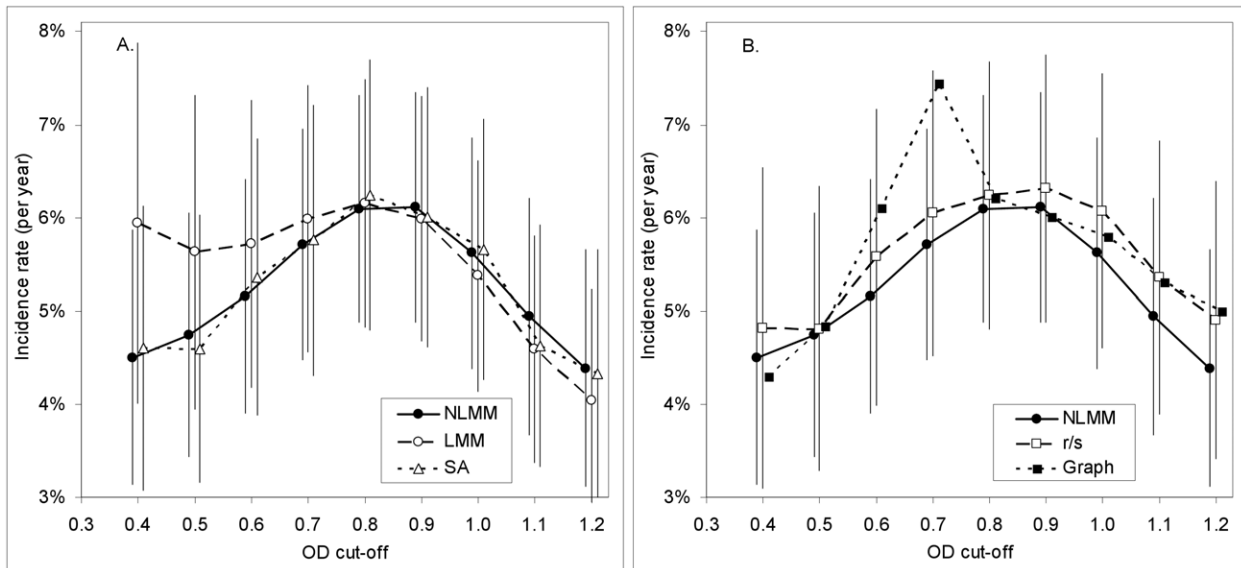 A.
8%
7%
6%
5%
4%
3%
Incidence rate (per year)
NLMM
LMM
SA
0.3 0.4 0.5 0.6 0.7 0.8 0.9 1.0 1.1 1.2
OD cut-off
B.
8%
7%
6%
5%
4%
3%
Incidence rate (per year)
NLMM
r/s
Graph
0.3 0.4 0.5 0.6 0.7 0.8 0.9 1.0 1.1 1.2
OD cut-off